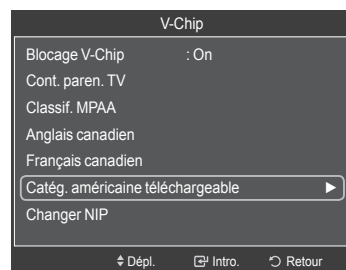 V-Chip
Blocage V-Chip : On
Cont. paren. TV
Classif. MPAA
Anglais canadien
Français canadien
Catég. américaine téléchargeable ►
Changer NIP
Dépl. Intro. Retour